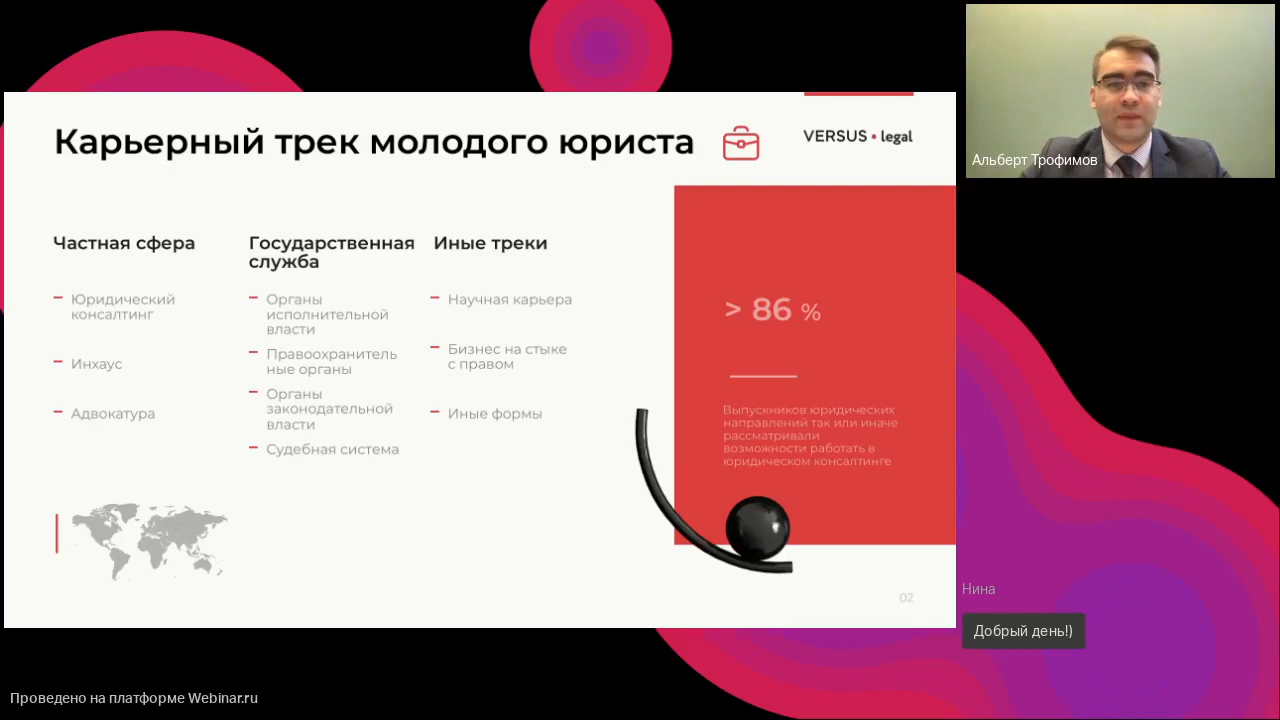 Карьерный трек молодого юриста
VERSUS • legal
Частная сфера
Юридический
консалтинг
Инхаус
Адвокатура
Государственная
служба
Органы
исполнительной
власти
Правоохранитель
ные органы
Органы
законодательной
власти
Судебная система
Иные треки
Научная карьера
Бизнес на стыке
с правом
Иные формы
> 86 %
Выпускников юридических
направлений так или иначе
рассматривали
возможности работать в
юридическом консалтинге
02
Альберт Трофимов
Нина
Добрый день!)
Проведено на платформе Webinar.ru